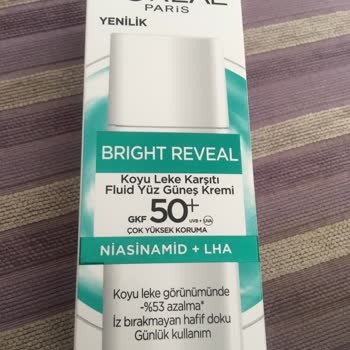 PARIS
YENİLİK
BRIGHT REVEAL
Koyu Leke Karşıtı
Fluid Yüz Güneş Kremi
GKF 50+ UVB + UVA
ÇOK YÜKSEK KORUMA
NİASİNAMİD + LHA
Koyu leke görünümünde
-%53 azalma*
İz bırakmayan hafif doku
Günlük kullanım